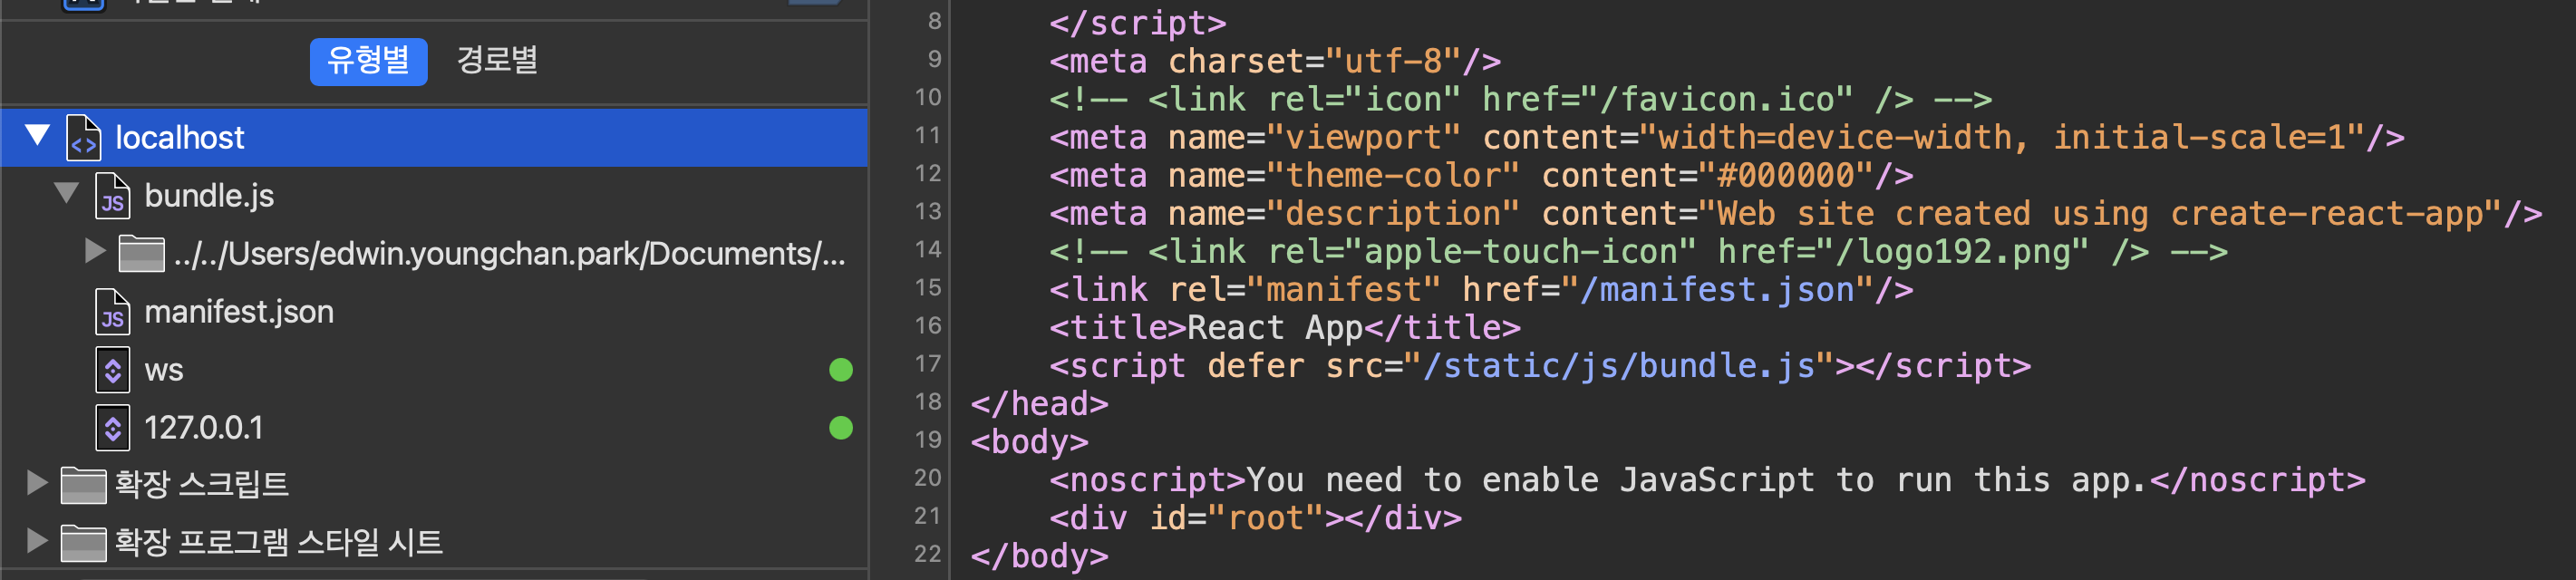 유형별 경로별
localhost
bundle.js
../../Users/edwin.youngchan.park/Documents/...
manifest.json
ws
127.0.0.1
확장 스크립트
확장 프로그램 스타일 시트
8 </script>
9 <meta charset="utf-8"/>
10 <!-- <link rel="icon" href="/favicon.ico" /> -->
11 <meta name="viewport" content="width=device-width, initial-scale=1"/>
12 <meta name="theme-color" content="#000000"/>
13 <meta name="description" content="Web site created using create-react-app"/>
14 <!-- <link rel="apple-touch-icon" href="/logo192.png" /> -->
15 <link rel="manifest" href="/manifest.json"/>
16 <title>React App</title>
17 <script defer src="/static/js/bundle.js"></script>
18 </head>
19 <body>
20 <noscript>You need to enable JavaScript to run this app.</noscript>
21 <div id="root"></div>
22 </body>